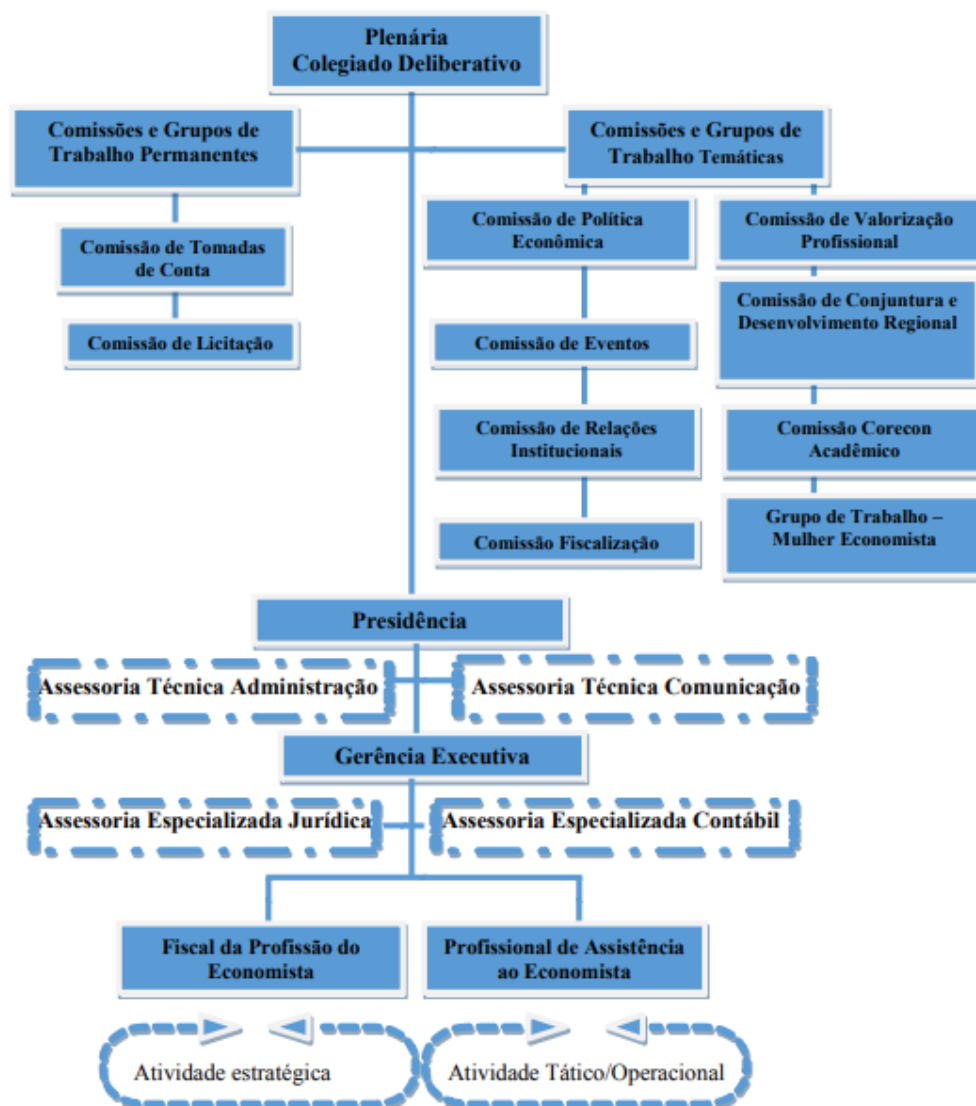 Plenária
Colegiado Deliberativo
Comissões e Grupos de
Trabalho Permanentes
Comissões e Grupos de
Trabalho Temáticas
Comissão de Tomadas
de Conta
Comissão de Licitação
Comissão de Política
Econômica
Comissão de Eventos
Comissão de Relações
Institucionais
Comissão Fiscalização
Comissão de Valorização
Profissional
Comissão de Conjuntura e
Desenvolvimento Regional
Comissão Corecon
Acadêmico
Grupo de Trabalho –
Mulher Economista
Presidência
Assessoria Técnica Administração
Assessoria Técnica Comunicação
Gerência Executiva
Assessoria Especializada Jurídica
Assessoria Especializada Contábil
Fiscal da Profissão do
Economista
Profissional de Assistência
ao Economista
Atividade estratégica
Atividade Tático/Operacional